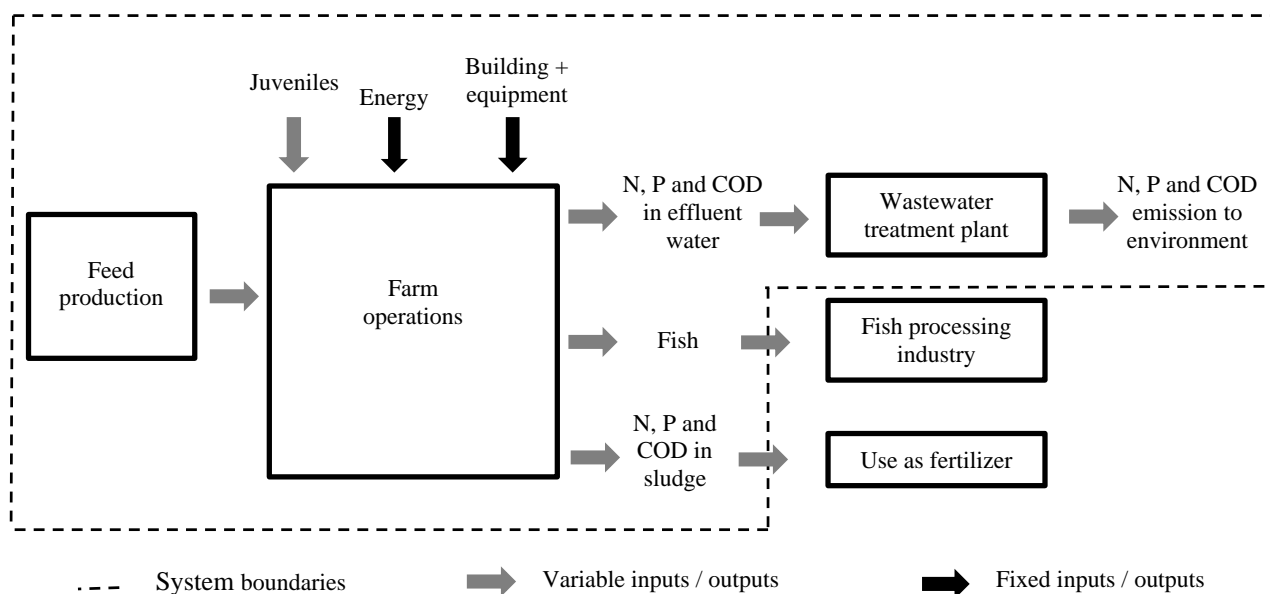 Juveniles
Energy
Building +
equipment
Feed
production
Farm
operations
N, P and COD
in effluent
water
Wastewater
treatment plant
N, P and COD
emission to
environment
Fish
Fish processing
industry
N, P and
COD in
sludge
Use as fertilizer
System boundaries
Variable inputs / outputs
Fixed inputs / outputs